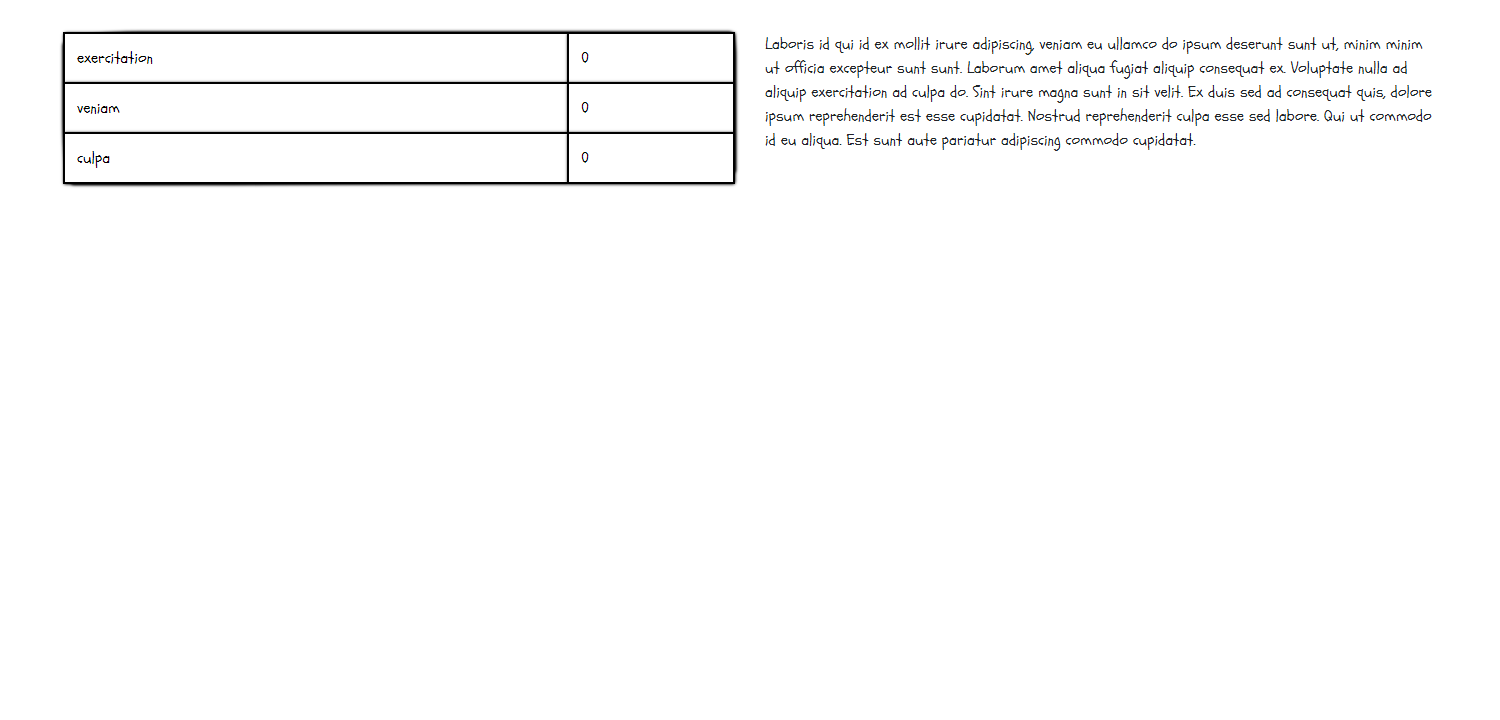 exercitation 0
veniam 0
culpa 0
Laboris id qui id ex mollit irure adipiscing, veniam eu ullamco do ipsum deserunt sunt ut, minim minim
ut officia excepteur sunt sunt. Laborum amet aliqua fugiat aliquip consequat ex. Voluptate nulla ad
aliquip exercitation ad culpa do. Sint irure magna sunt in sit velit. Ex duis sed ad consequat quis, dolore
ipsum reprehenderit est esse cupidatat. Nostrud reprehenderit culpa esse sed labore. Qui ut commodo
id eu aliqua. Est sunt aute pariatur adipiscing commodo cupidatat.